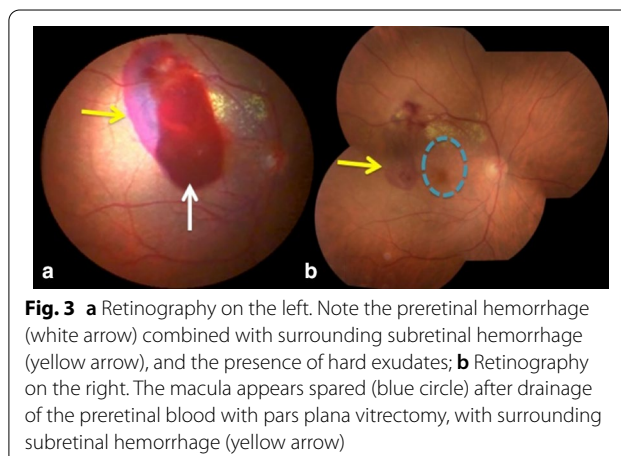 a
b
Fig. 3 a Retinography on the left. Note the preretinal hemorrhage
(white arrow) combined with surrounding subretinal hemorrhage
(yellow arrow), and the presence of hard exudates; b Retinography
on the right. The macula appears spared (blue circle) after drainage
of the preretinal blood with pars plana vitrectomy, with surrounding
subretinal hemorrhage (yellow arrow)